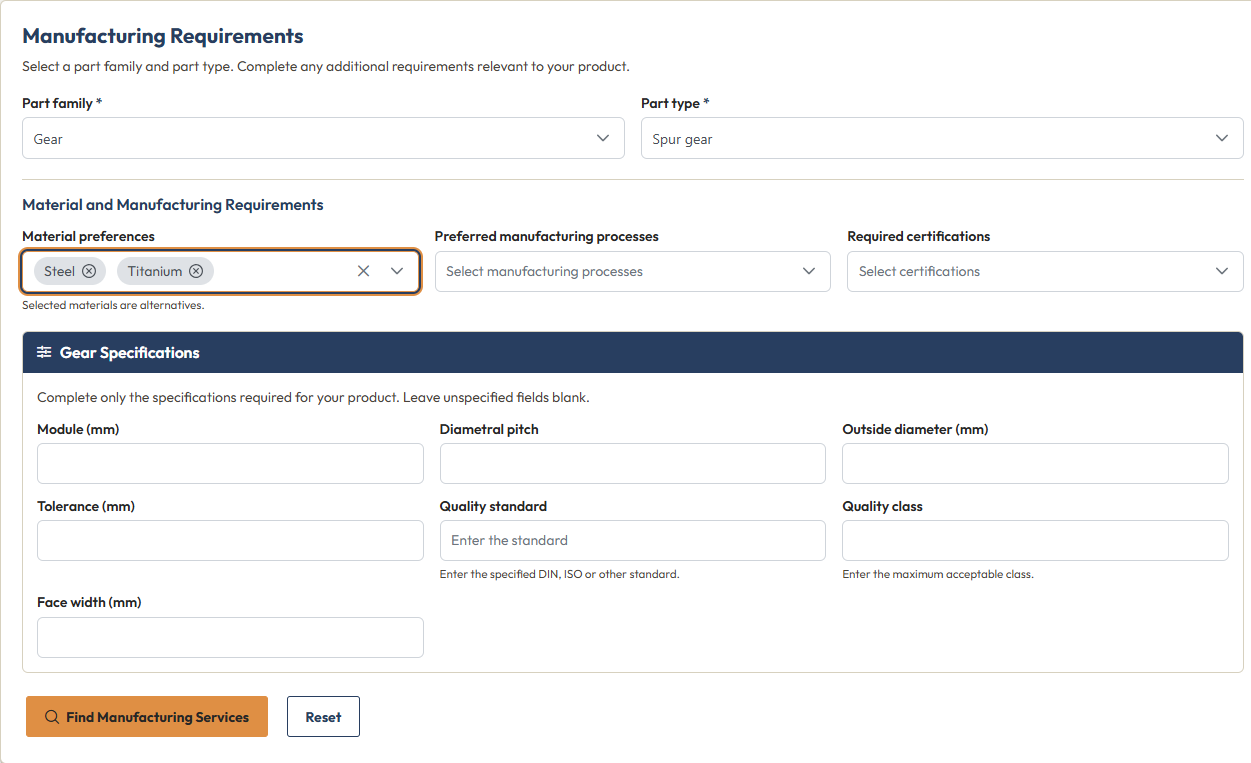 Manufacturing Requirements
Select a part family and part type. Complete any additional requirements relevant to your product.
Part family * Part type *
Gear Spur gear
Material and Manufacturing Requirements
Material preferences Preferred manufacturing processes Required certifications
Steel Titanium Select manufacturing processes Select certifications
Selected materials are alternatives.
Gear Specifications
Complete only the specifications required for your product. Leave unspecified fields blank.
Module (mm) Diametral pitch Outside diameter (mm)
Tolerance (mm) Quality standard Quality class
Enter the standard
Enter the specified DIN, ISO or other standard. Enter the maximum acceptable class.
Face width (mm)
Find Manufacturing Services Reset